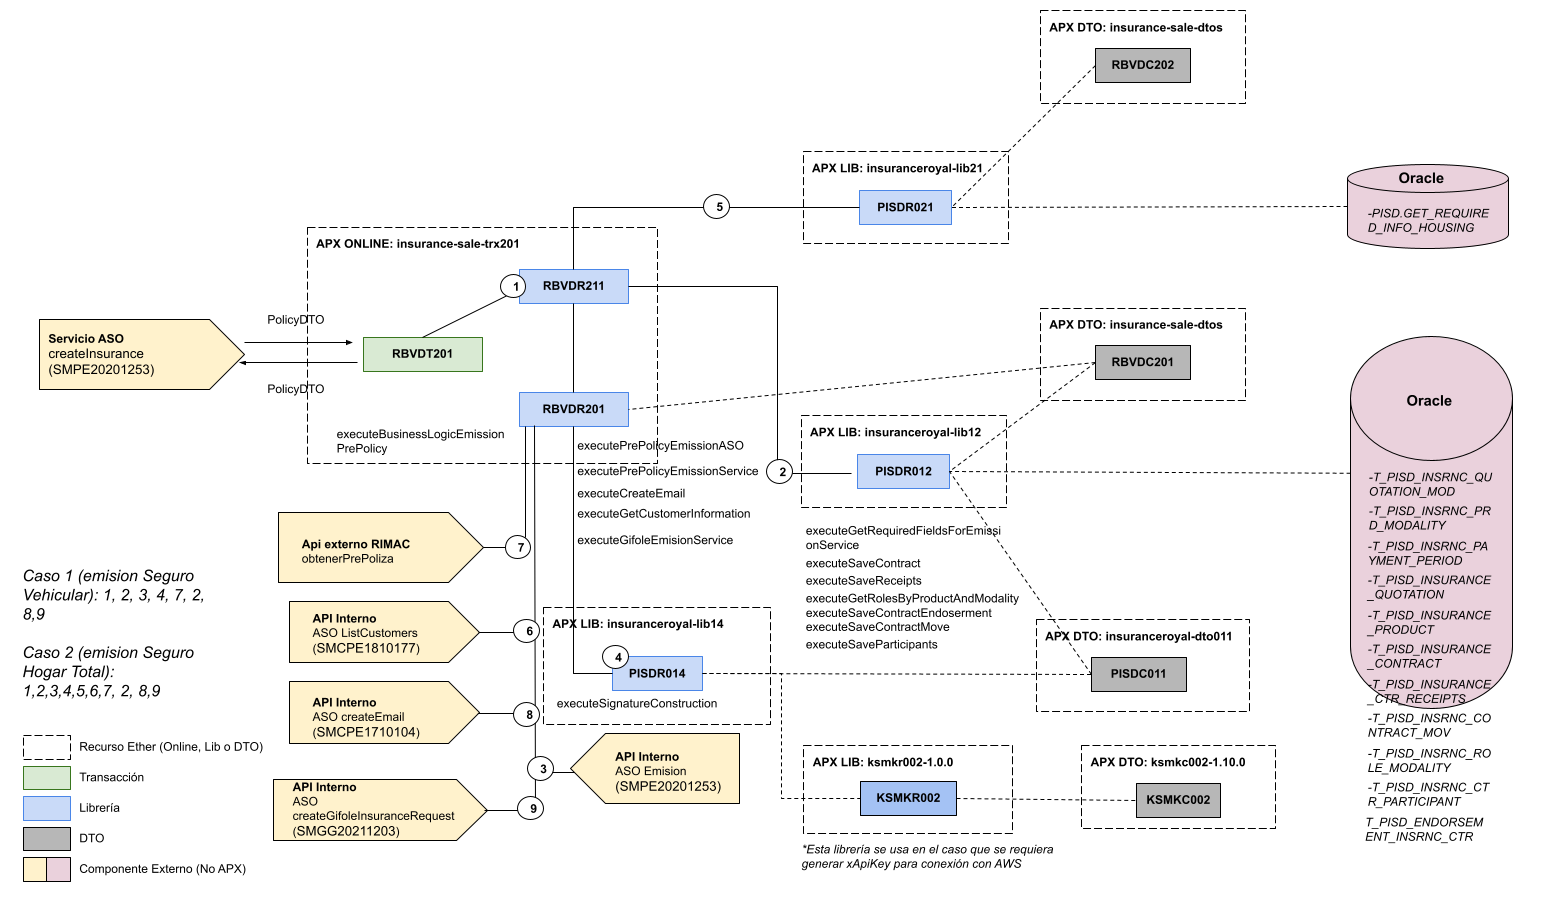 APX DTO: insurance-sale-dtos
RBVDC202
APX LIB: insuranceroyal-lib21
PISDR021
5
Oracle
-PISD.GET_REQUIRE
D_INFO_HOUSING
APX ONLINE: insurance-sale-trx201
1
RBVDR211
PolicyDTO
Servicio ASO
createInsurance
(SMPE20201253)
RBVDT201
PolicyDTO
RBVDR201
executeBusinessLogicEmission
PrePolicy
executePrePolicyEmissionASO
executePrePolicyEmissionService
executeCreateEmail
executeGetCustomerInformation
executeGifoleEmisionService
APX DTO: insurance-sale-dtos
RBVDC201
APX LIB: insuranceroyal-lib12
2
PISDR012
executeGetRequiredFieldsForEmissi
onService
executeSaveContract
executeSaveReceipts
executeGetRolesByProductAndModality
executeSaveContractEndoserment
executeSaveContractMove
executeSaveParticipants
Oracle
-T_PISD_INSRNC_QU
OTATION_MOD
-T_PISD_INSRNC_PR
D_MODALITY
-T_PISD_INSRNC_PA
YMENT_PERIOD
-T_PISD_INSURANCE
_QUOTATION
-T_PISD_INSURANCE
_PRODUCT
-T_PISD_INSURANCE
_CONTRACT
-T_PISD_INSURANCE
_CTR_RECEIPTS
-T_PISD_INSRNC_CO
NTRACT_MOV
-T_PISD_INSRNC_RO
LE_MODALITY
-T_PISD_INSRNC_CT
R_PARTICIPANT
T_PISD_ENDORSEM
ENT_INSRNC_CTR
Api externo RIMAC
obtenerPrePoliza
7
API Interno
ASO ListCustomers
(SMCPE1810177)
6
API Interno
ASO createEmail
(SMCPE1710104)
8
API Interno
ASO
createGifoleInsuranceRequest
(SMGG20211203)
9
3
API Interno
ASO Emision
(SMPE20201253)
APX LIB: insuranceroyal-lib14
4
PISDR014
executeSignatureConstruction
APX DTO: insuranceroyal-dto011
PISDC011
APX LIB: ksmkr002-1.0.0
KSMKR002
APX DTO: ksmkc002-1.10.0
KSMKC002
*Esta librería se usa en el caso que se requiera
generar xApiKey para conexión con AWS
Caso 1 (emision Seguro
Vehicular): 1, 2, 3, 4, 7, 2,
8,9
Caso 2 (emision Seguro
Hogar Total):
1,2,3,4,5,6,7, 2, 8,9
Recurso Ether (Online, Lib o DTO)
Transacción
Librería
DTO
Componente Externo (No APX)